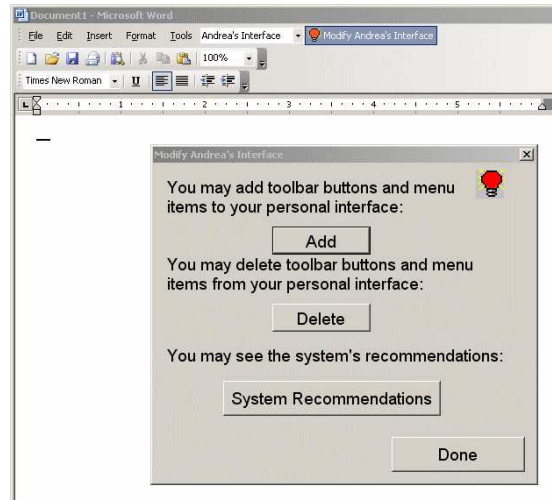 Document1 - Microsoft Word
File Edit Insert Format Tools Andrea's Interface Modify Andrea's Interface
100%
Times New Roman U
1 2 3 4 5
Modify Andrea's Interface
You may add toolbar buttons and menu
items to your personal interface:
Add
You may delete toolbar buttons and menu
items from your personal interface:
Delete
You may see the system's recommendations:
System Recommendations
Done